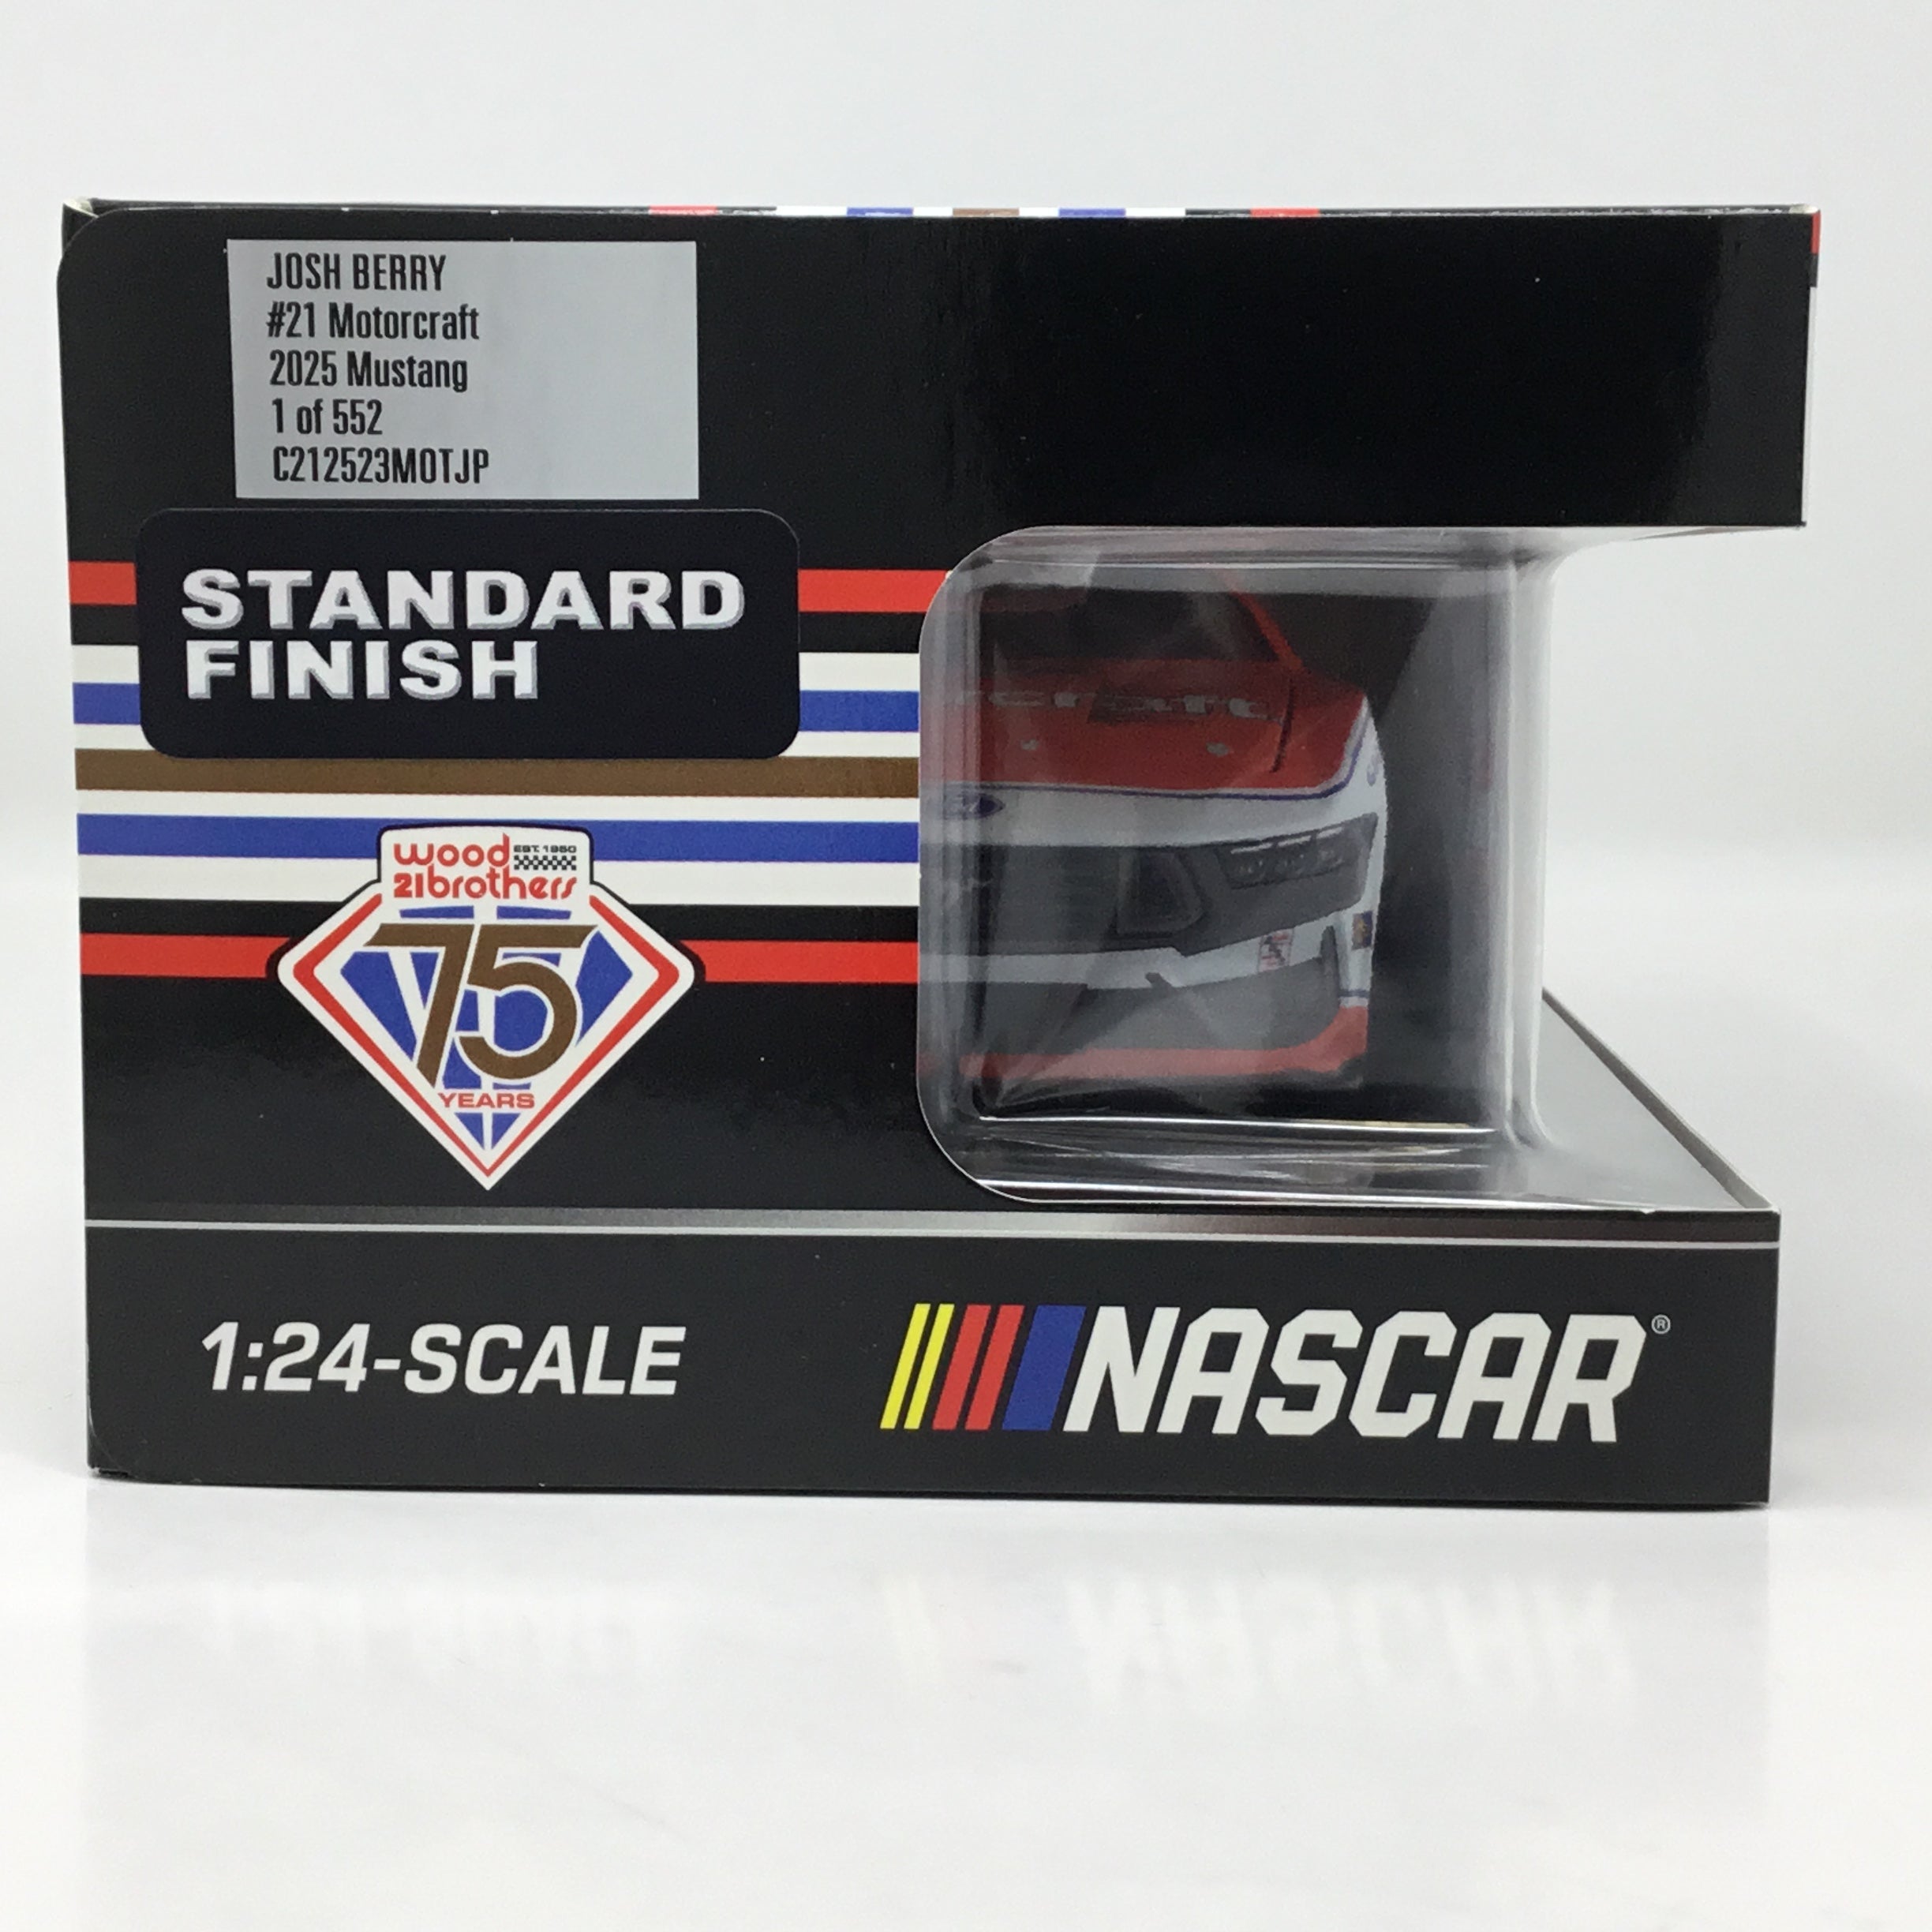 JOSH BERRY
#21 Motorcraft
2025 Mustang
1 of 552
C212523MOTJP
STANDARD
FINISH
wood EST. 1950
21brothers
75
YEARS
1:24-SCALE
NASCAR®